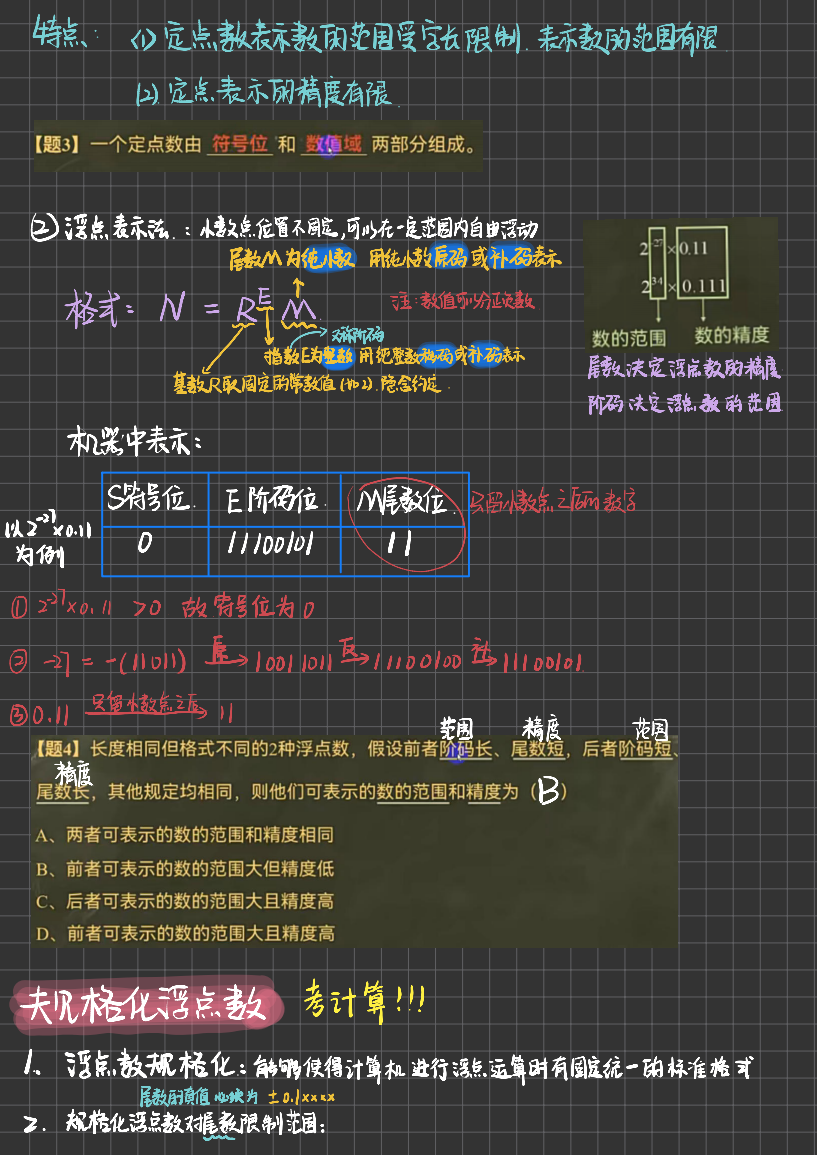 特点: (1) 定点数表示数的范围受字长限制.表示数的范围有限
(2) 定点表示的精度有限.
【题3】一个定点数由 符号位 和 数值域 两部分组成。
② 浮点表示法.:小数点位置不固定,可以在一定范围内自由浮动
尾数M为纯小数 用纯小数原码或补码表示
格式: N = R^E M
注:数值可以分正负数
又称阶码
指数E为整数 用纯整数移码或补码表示
基数R取固定的常数值(如2).隐含约定.
2^-27 ×0.11
2^34 ×0.111
数的范围 数的精度
尾数决定浮点数的精度
阶码决定浮点数的范围
机器中表示:
S符号位. E阶码位. M尾数位. 只留小数点之后的数字
以2^-27×0.11
为例
0 11100101 11
① 2^-27×0.11 >0 故符号位为0
② -27 = -(11011) 原→10011011 反→11100100 补→11100101.
③ 0.11 只留小数点之后→ 11
范围 精度 范围
【题4】长度相同但格式不同的2种浮点数，假设前者阶码长、尾数短，后者阶码短、
精度
尾数长，其他规定均相同，则他们可表示的数的范围和精度为（B）
A、两者可表示的数的范围和精度相同
B、前者可表示的数的范围大但精度低
C、后者可表示的数的范围大且精度高
D、前者可表示的数的范围大且精度高
规格化浮点数 考计算!!!
1、浮点数规格化:能够使得计算机进行浮点运算时有固定统一的标准格式
尾数的真值必须为 ±0.1xxxx
2. 规格化浮点数对尾数限制范围: